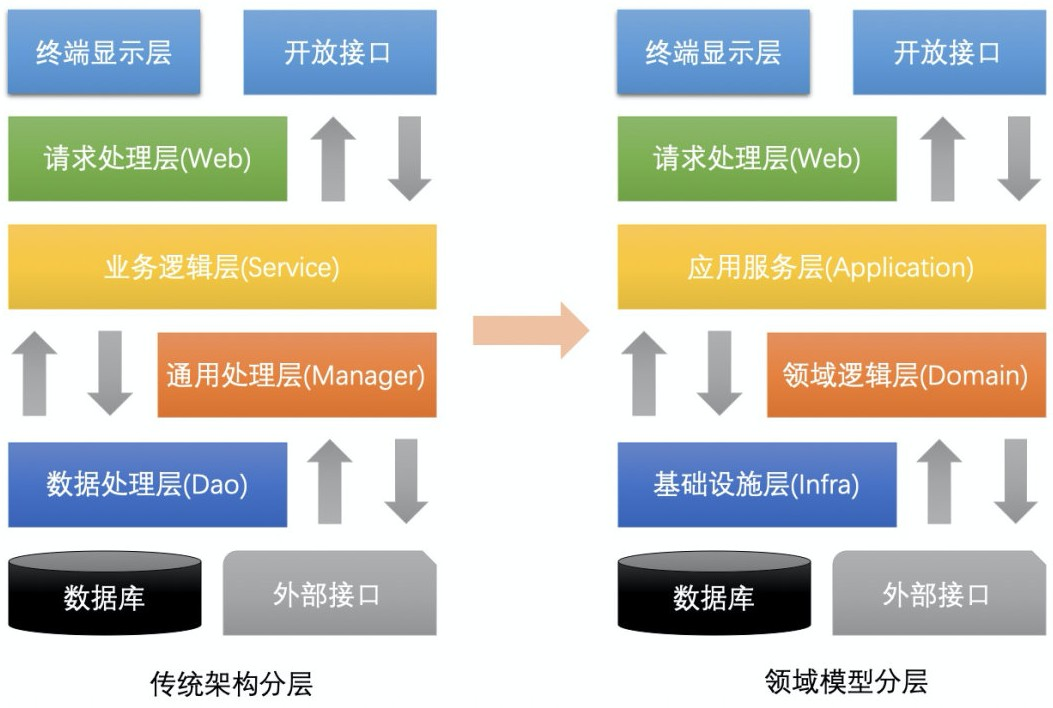 终端显示层
开放接口
请求处理层(Web)
业务逻辑层(Service)
通用处理层(Manager)
数据处理层(Dao)
数据库
外部接口
传统架构分层
终端显示层
开放接口
请求处理层(Web)
应用服务层(Application)
领域逻辑层(Domain)
基础设施层(Infra)
数据库
外部接口
领域模型分层